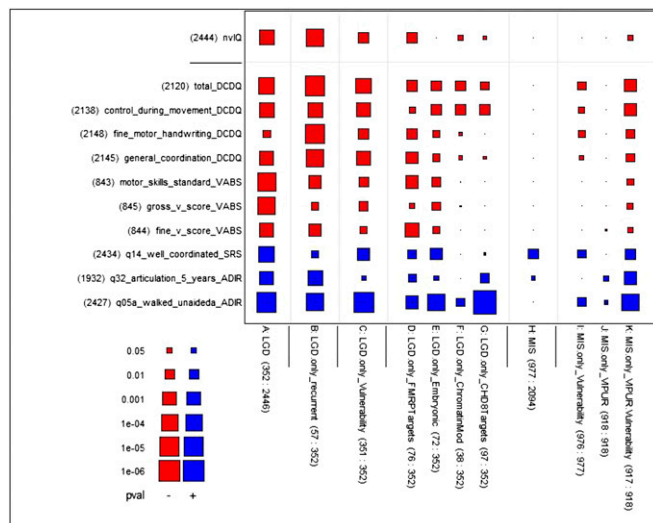 (2444) nvIQ
(2120) total_DCDQ
(2138) control_during_movement_DCDQ
(2148) fine_motor_handwriting_DCDQ
(2145) general_coordination_DCDQ
(843) motor_skills_standard_VABS
(845) gross_v_score_VABS
(844) fine_v_score_VABS
(2434) q14_well_coordinated_SRS
(1932) q32_articulation_5_years_ADIR
(2427) q05a_walked_unaideda_ADIR
A: LGD (352 : 2446)
B: LGD.only_recurrent (57 : 352)
C: LGD.only_Vulnerability (351 : 352)
D: LGD.only_FMRPTargets (76 : 352)
E: LGD.only_Embryonic (72 : 352)
F: LGD.only_ChromatinMod (38 : 352)
G: LGD.only_CHD8Targets (97 : 352)
H: MIS (977 : 2094)
I: MIS.only_Vulnerability (976 : 977)
J: MIS.only_VIPUR (918 : 918)
K: MIS.only_VIPUR.Vulnerability (917 : 918)
0.05
0.01
0.001
1e-04
1e-05
1e-06
pval - +